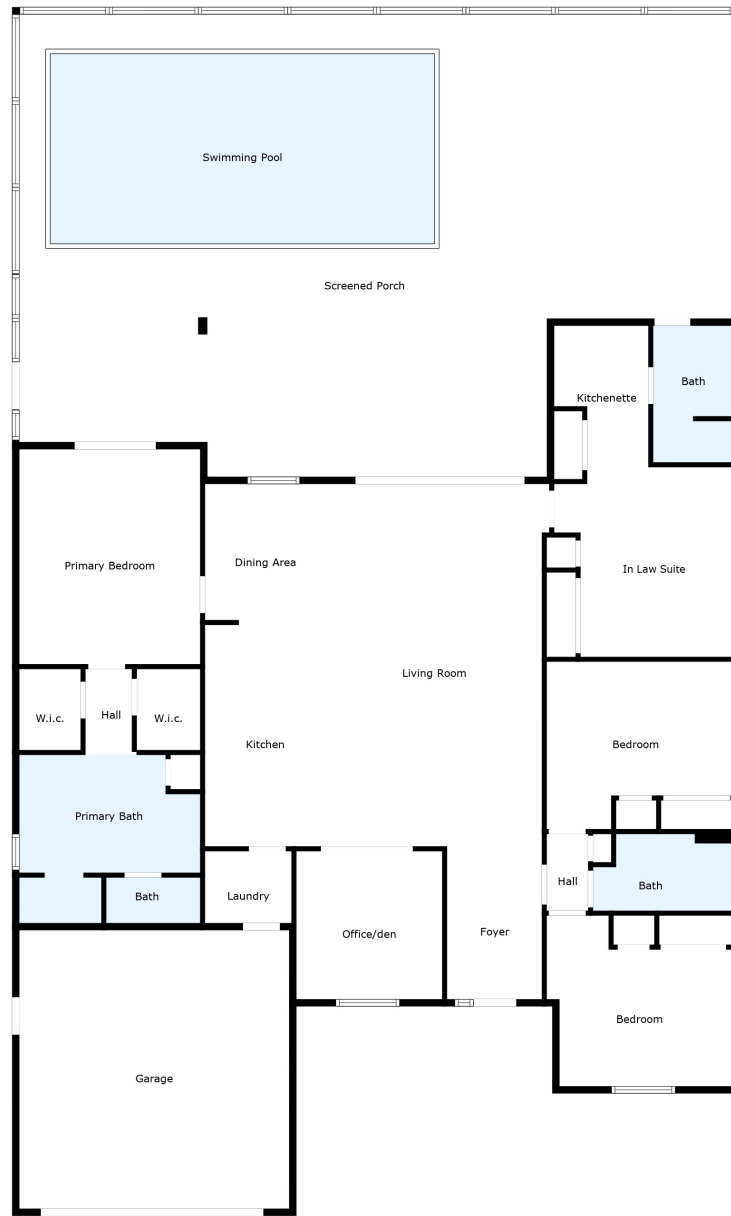 Swimming Pool
Screened Porch
Bath
Kitchenette
Dining Area
Primary Bedroom
In Law Suite
Living Room
W.i.c.
Hall
W.i.c.
Kitchen
Bedroom
Primary Bath
Hall
Bath
Bath
Laundry
Office/den
Foyer
Bedroom
Garage